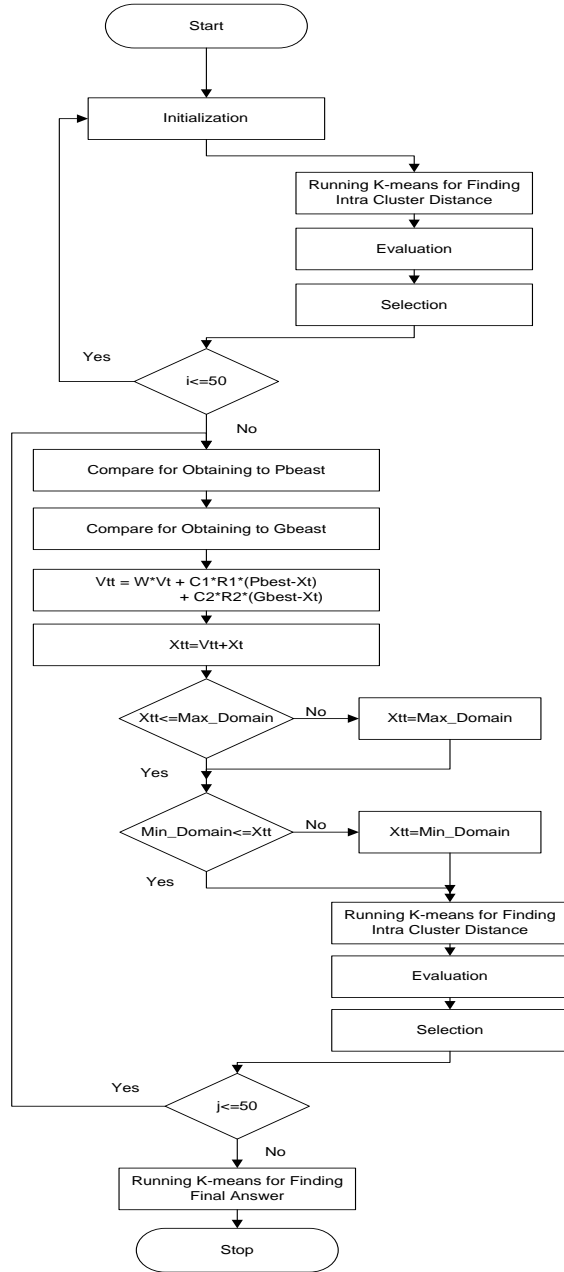 Start
Initialization
Running K-means for Finding
Intra Cluster Distance
Evaluation
Selection
Yes
i<=50
No
Compare for Obtaining to Pbeast
Compare for Obtaining to Gbeast
Vtt = W*Vt + C1*R1*(Pbest-Xt)
+ C2*R2*(Gbest-Xt)
Xtt=Vtt+Xt
Xtt<=Max_Domain
No
Xtt=Max_Domain
Yes
Min_Domain<=Xtt
No
Xtt=Min_Domain
Yes
Running K-means for Finding
Intra Cluster Distance
Evaluation
Selection
Yes
j<=50
No
Running K-means for Finding
Final Answer
Stop